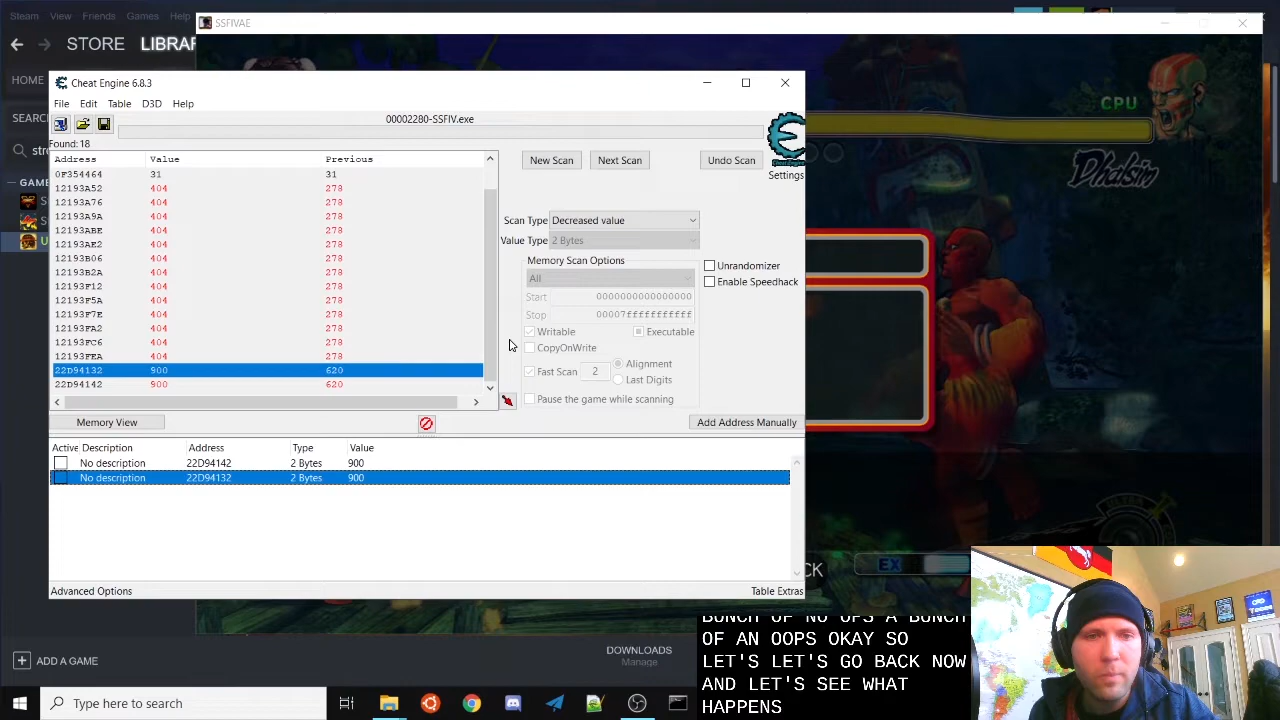 Steam View Friends Games Help
SSFIVAE
STORE LIBRAR
HOME
SEARC
stre
GAME
S
S
U
Cheat Engine 6.8.3
File Edit Table D3D Help
00002280-SSFIV.exe
Found: 18
Address Value Previous
0F354464 31 31
12193A52 404 278
12193A76 404 278
12193A9A 404 278
12193ABE 404 278
12193AE2 404 278
12193B06 404 278
12193B2A 404 278
12193F12 404 278
12193F5A 404 278
12193F7E 404 278
12193FA2 404 278
12193FC6 404 278
12193FEA 404 278
22D94132 900 620
22D94142 900 620
New Scan Next Scan Undo Scan
Cheat Engine
Settings
Scan Type Decreased value
Value Type 2 Bytes
Memory Scan Options
All
Start 0000000000000000
Stop 00007fffffffffff
Writable Executable
CopyOnWrite
Fast Scan 2 Alignment
Last Digits
Pause the game while scanning
Unrandomizer
Enable Speedhack
Memory View
Add Address Manually
Active Description Address Type Value
No description 22D94142 2 Bytes 900
No description 22D94132 2 Bytes 900
Advanced Options Table Extras
CPU
Dhalsim
ULTRA
CK
EX
BUNCH OF NO OPS A BUNCH
OF AN OOPS OKAY SO
LET'S LET'S GO BACK NOW
AND LET'S SEE WHAT
HAPPENS
ADD A GAME
DOWNLOADS
Manage
Type here to search